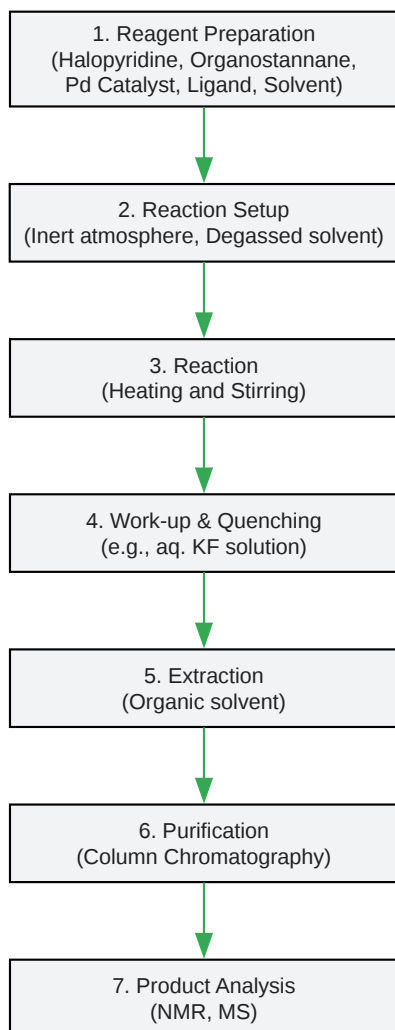 1. Reagent Preparation
(Halopyridine, Organostannane,
Pd Catalyst, Ligand, Solvent)
2. Reaction Setup
(Inert atmosphere, Degassed solvent)
3. Reaction
(Heating and Stirring)
4. Work-up & Quenching
(e.g., aq. KF solution)
5. Extraction
(Organic solvent)
6. Purification
(Column Chromatography)
7. Product Analysis
(NMR, MS)